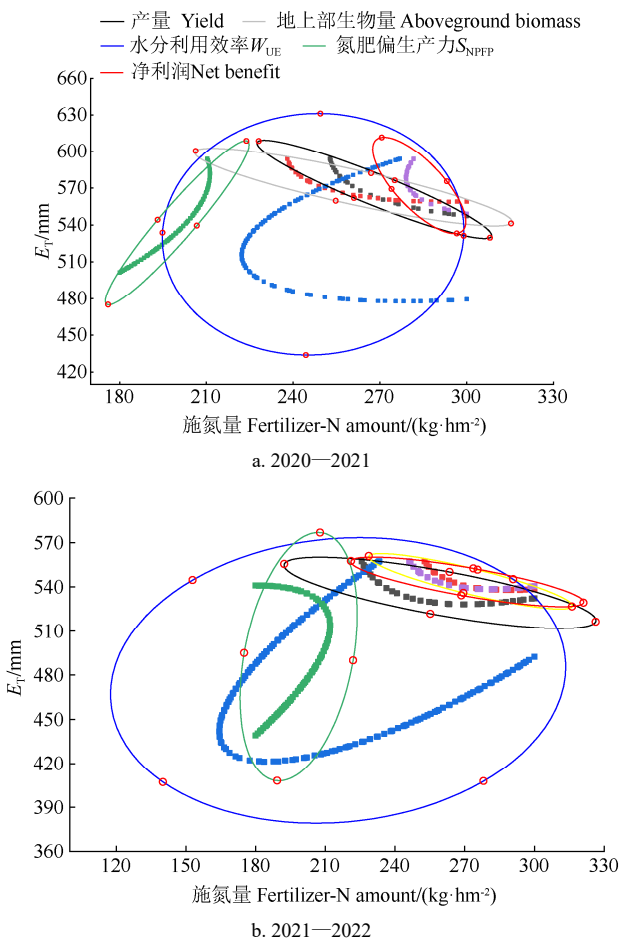 产量 Yield 地上部生物量 Aboveground biomass
水分利用效率W_UE 氮肥偏生产力S_NPFP
净利润Net benefit
660
630
600
570
540
510
480
450
420
E_T/mm
180 210 240 270 300 330
施氮量 Fertilizer-N amount/(kg·hm⁻²)
a. 2020—2021
600
570
540
510
480
450
420
390
360
E_T/mm
120 150 180 210 240 270 300 330
施氮量 Fertilizer-N amount/(kg·hm⁻²)
b. 2021—2022